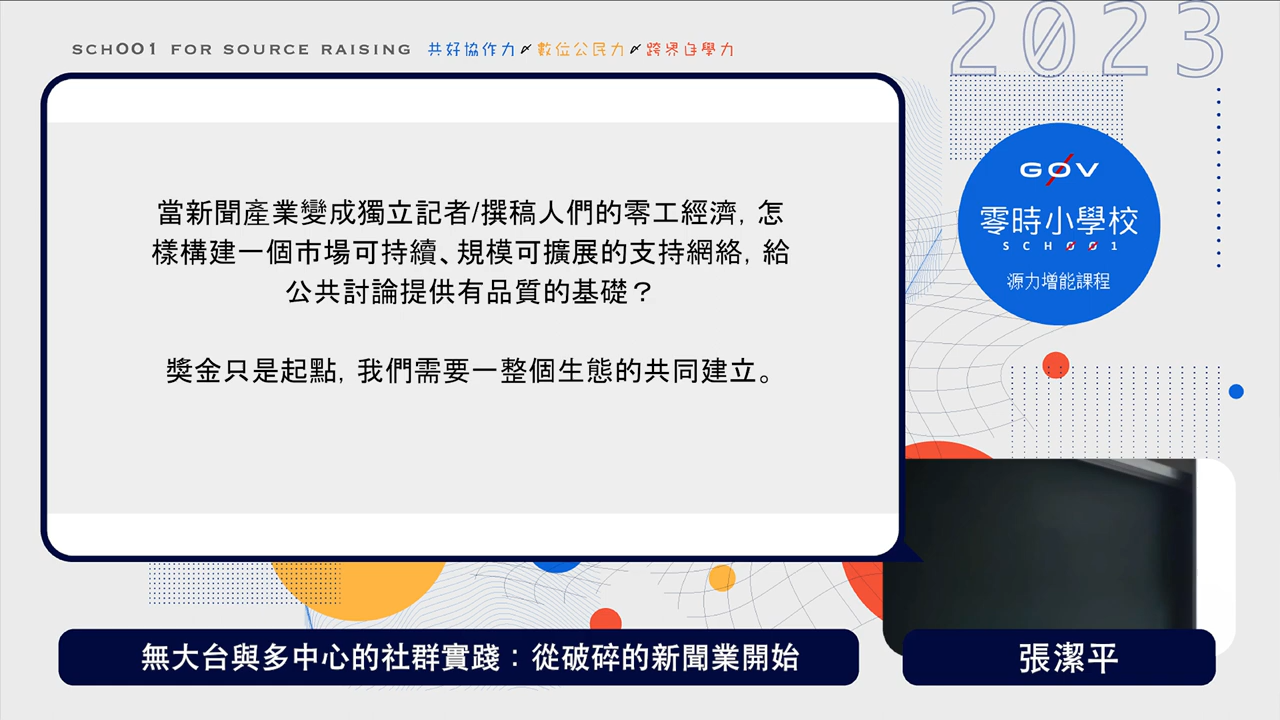 SCH001 FOR SOURCE RAISING 共好協作力 數位公民力 跨界自學力
2023
G0V
零時小學校
SCH001
源力增能課程
當新聞產業變成獨立記者/撰稿人們的零工經濟, 怎
樣構建一個市場可持續、規模可擴展的支持網絡, 給
公共討論提供有品質的基礎？
獎金只是起點, 我們需要一整個生態的共同建立。
無大台與多中心的社群實踐：從破碎的新聞業開始
張潔平